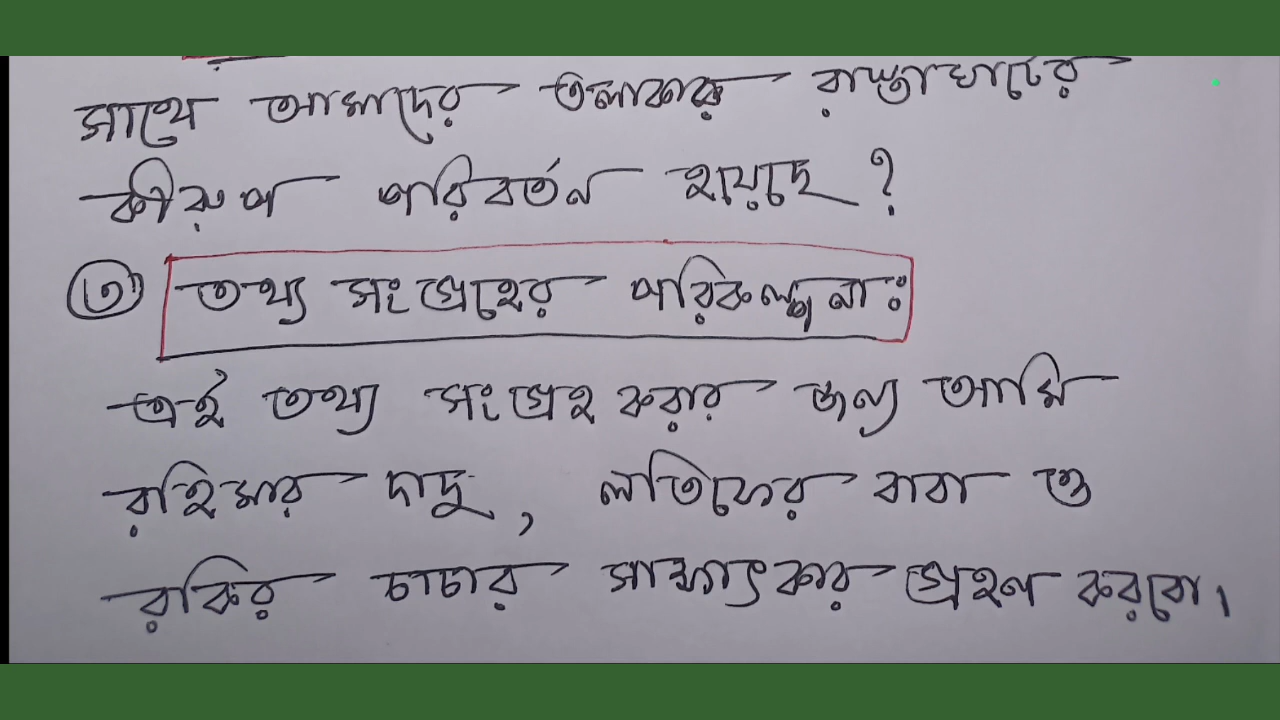 সাথে আমাদের এলাকার রাস্তাঘাটের
কীরূপ পরিবর্তন হয়েছে ?
৩ তথ্য সংগ্রহের পরিকল্পনাঃ
এই তথ্য সংগ্রহ করার জন্য আমি
রহিমার দাদু, লতিফের বাবা ও
রকির চাচার সাক্ষাৎকার গ্রহণ করবো।